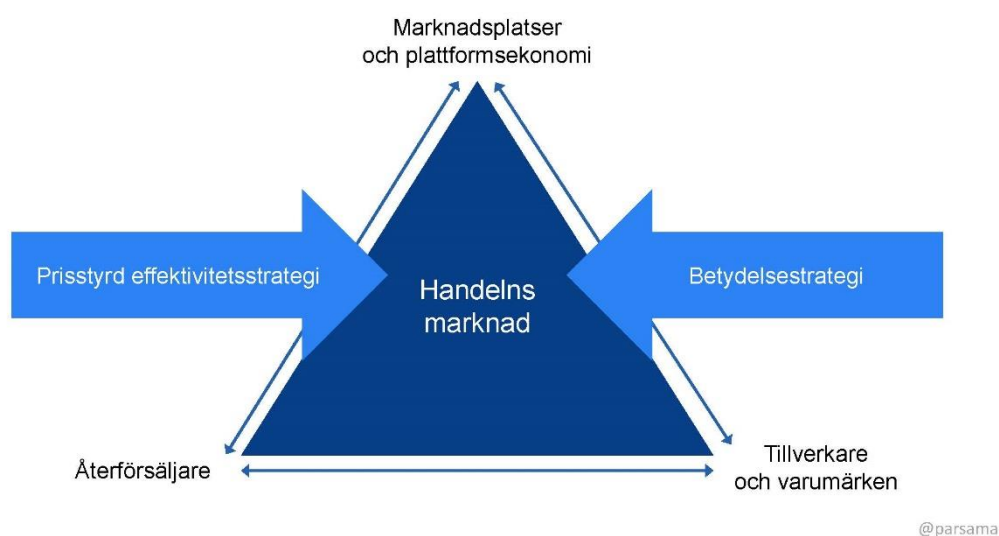 Marknadsplatser
och plattformsekonomi
Prisstyrd effektivitetsstrategi
Handelns
marknad
Betydelsestrategi
Återförsäljare
Tillverkare
och varumärken
@parsama